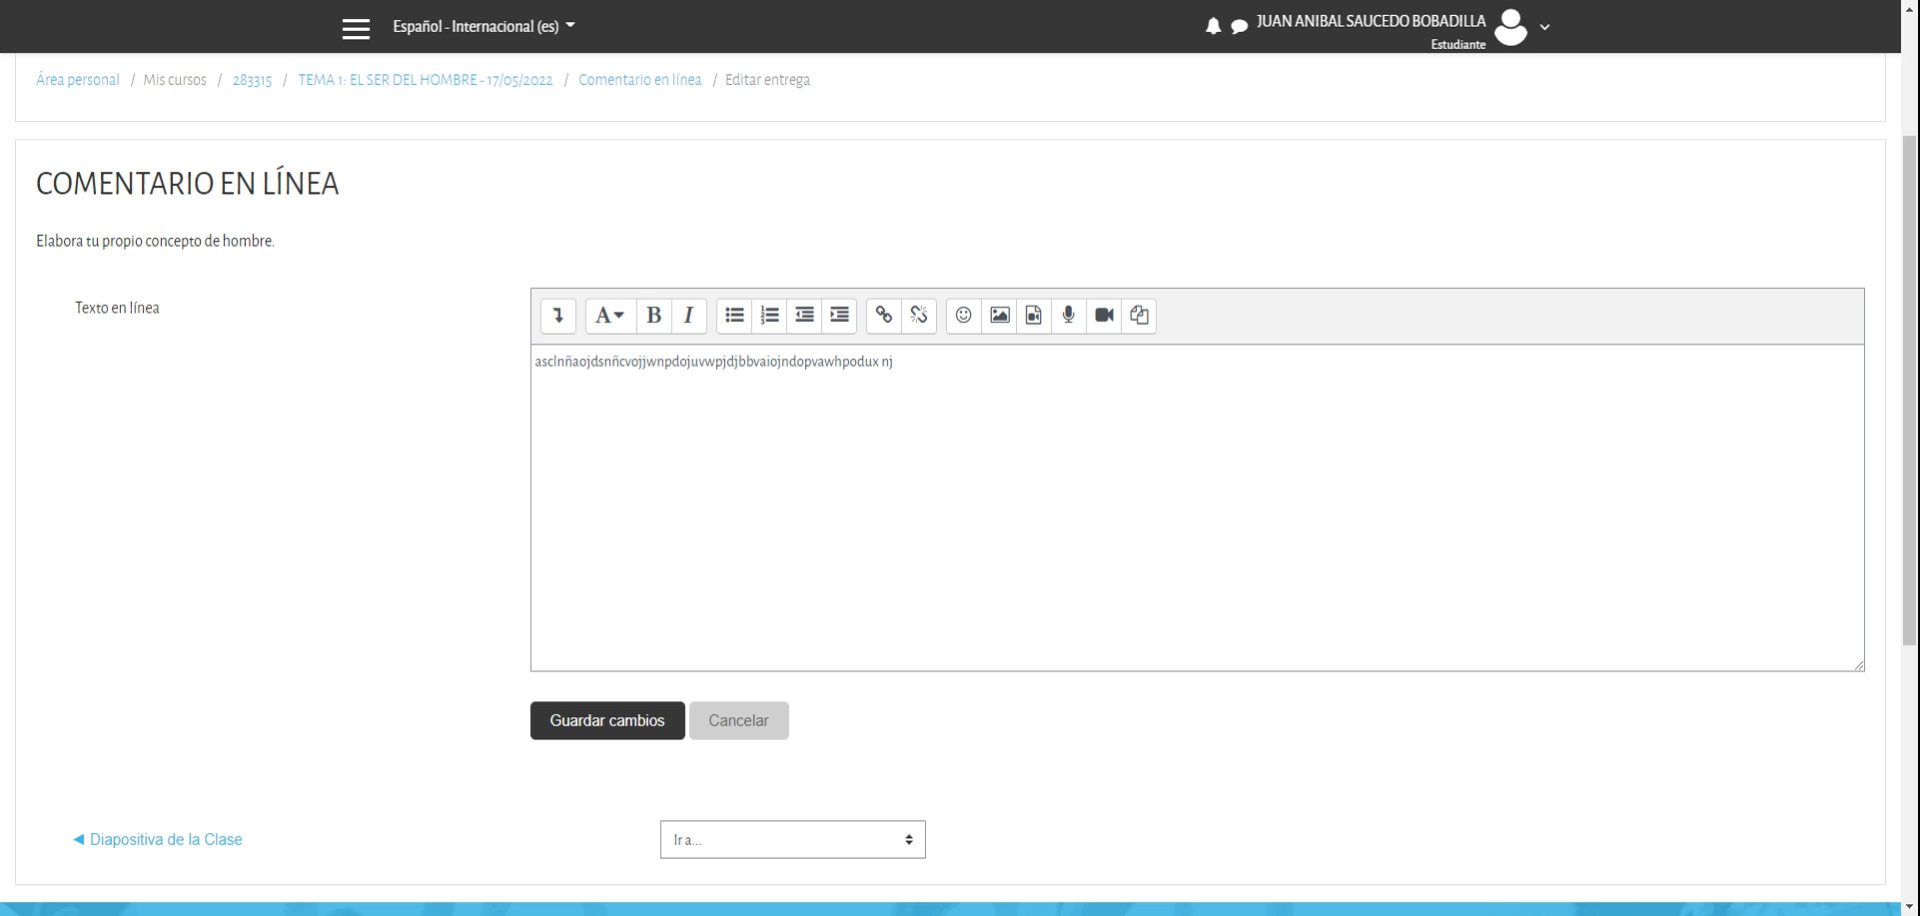 Español - Internacional (es)
JUAN ANIBAL SAUCEDO BOBADILLA
Estudiante
Área personal / Mis cursos / 283315 / TEMA 1: EL SER DEL HOMBRE - 17/05/2022 / Comentario en línea / Editar entrega
COMENTARIO EN LÍNEA
Elabora tu propio concepto de hombre.
Texto en línea
A B I
asclnñaojdsnñcvojjwnpdojuvwpjdjbbvaiojndopvawhpodux nj
Guardar cambios Cancelar
◄ Diapositiva de la Clase
Ir a...